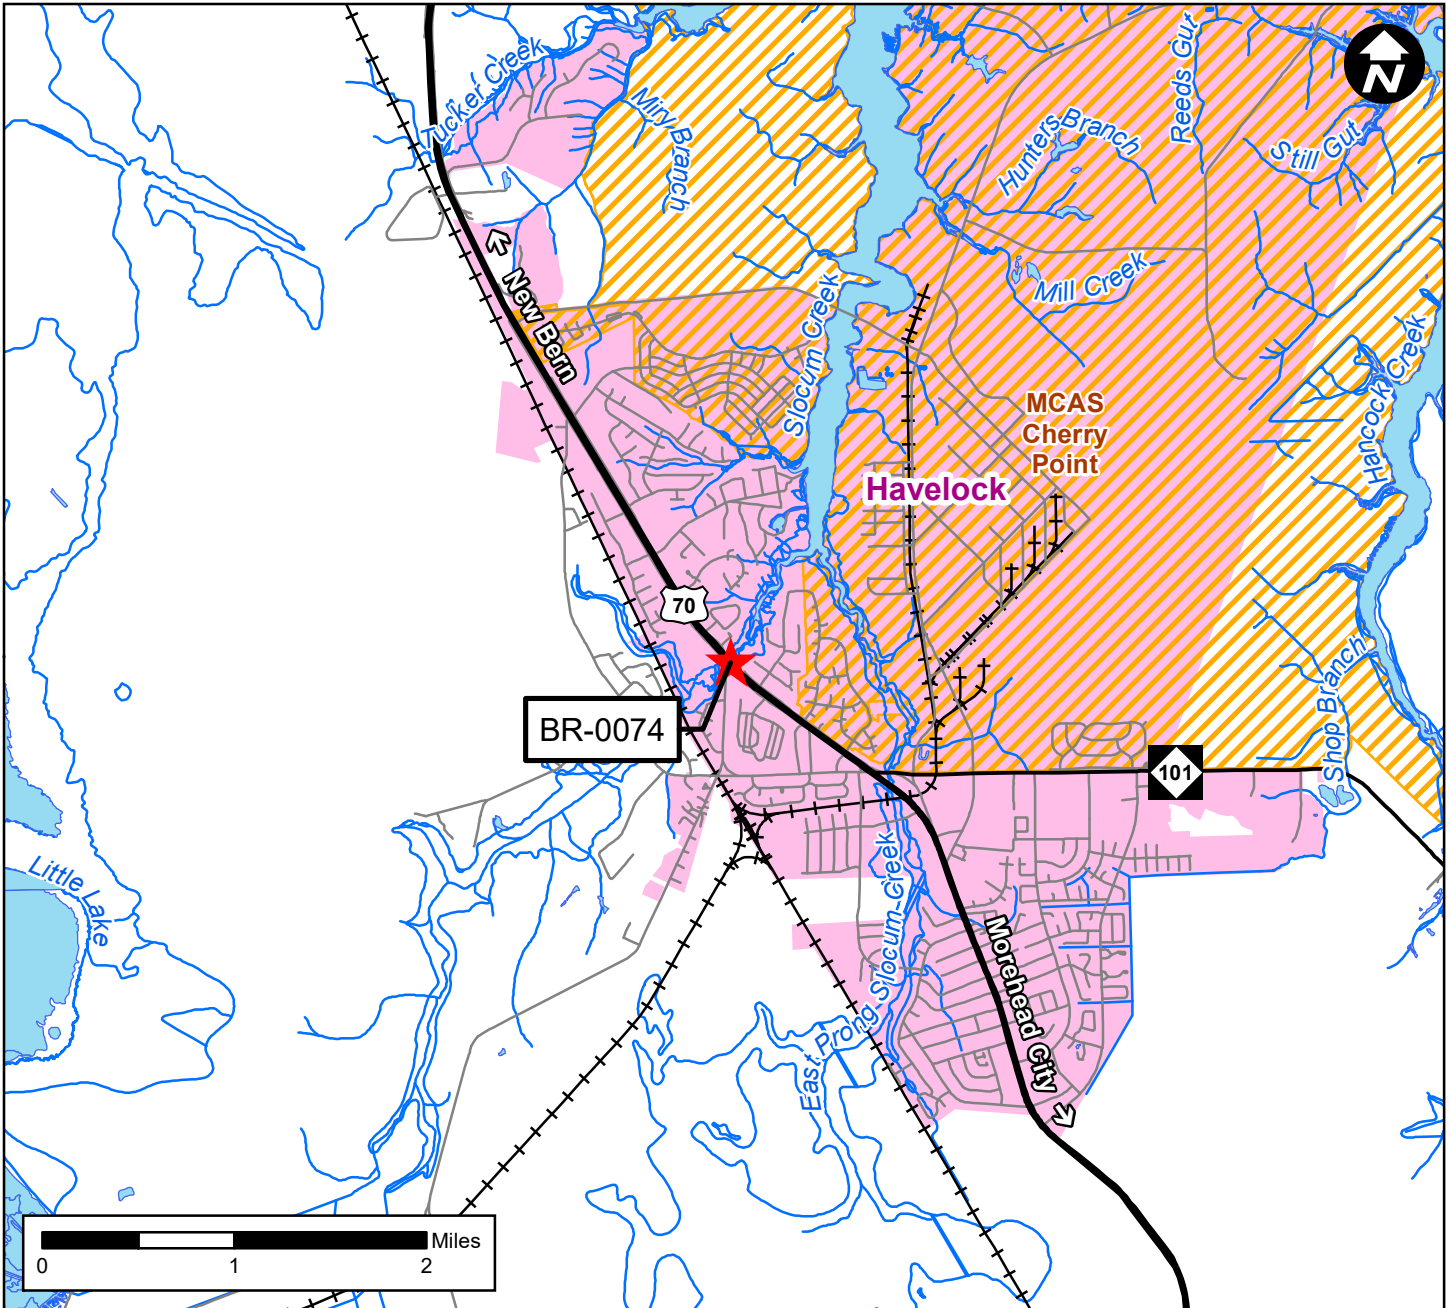 N
Tucker Creek
Miry Branch
Reeds Gut
Hunters Branch
Still Gut
New Bern
Slocum Creek
Mill Creek
Hancock Creek
MCAS
Cherry
Point
Havelock
70
BR-0074
Shop Branch
101
Little Lake
East Prong Slocum Creek
Morehead City
Miles
0 1 2